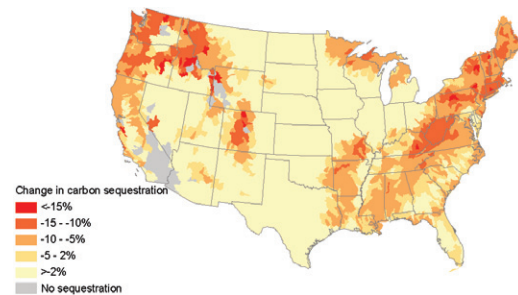 Change in carbon sequestration
<-15%
-15 - -10%
-10 - -5%
-5 - 2%
>-2%
No sequestration